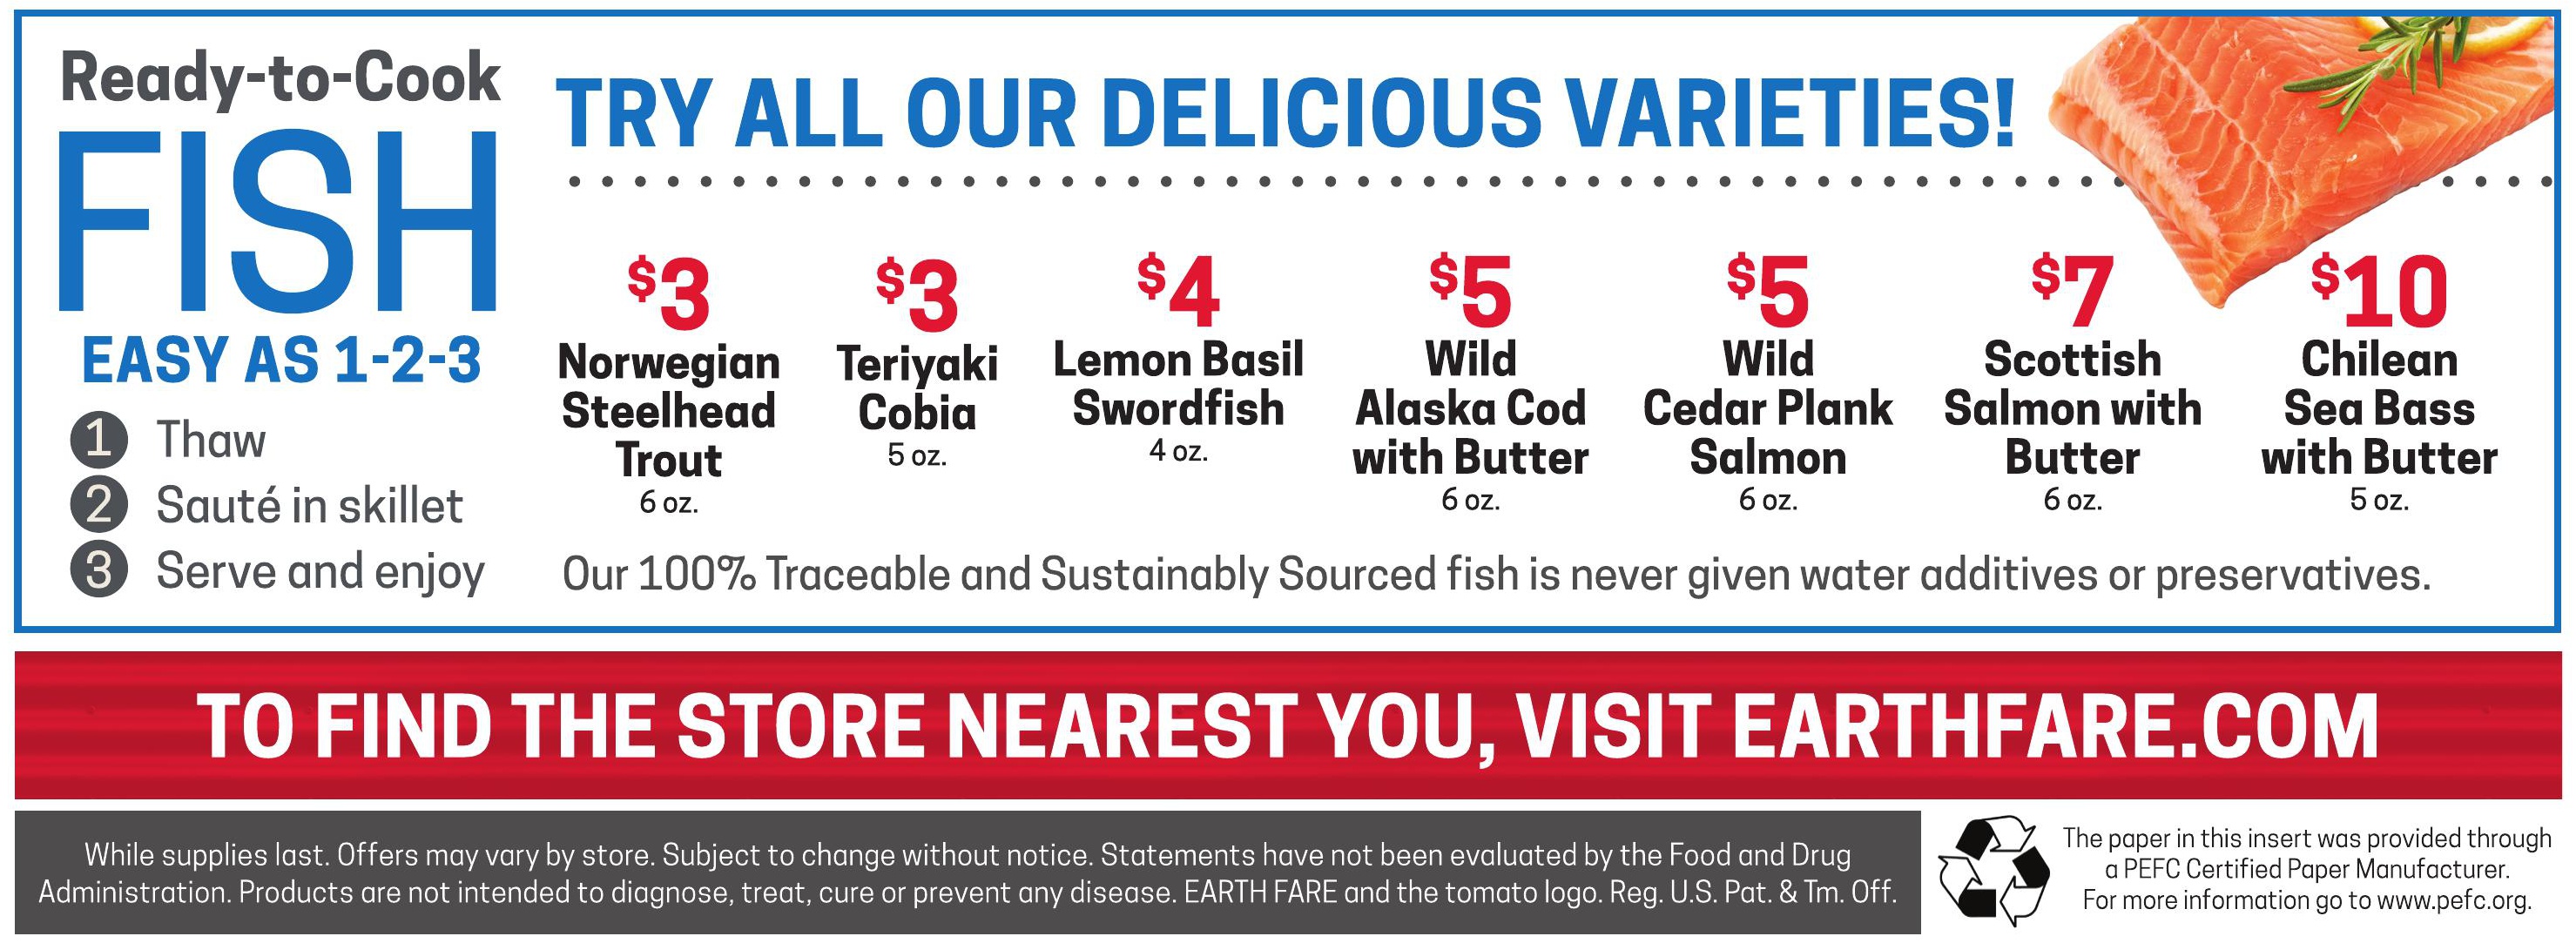 Ready-to-Cook
FISH
EASY AS 1-2-3
1 Thaw
2 Sauté in skillet
3 Serve and enjoy
TRY ALL OUR DELICIOUS VARIETIES!
$3
Norwegian
Steelhead
Trout
6 oz.
$3
Teriyaki
Cobia
5 oz.
$4
Lemon Basil
Swordfish
4 oz.
$5
Wild
Alaska Cod
with Butter
6 oz.
$5
Wild
Cedar Plank
Salmon
6 oz.
$7
Scottish
Salmon with
Butter
6 oz.
$10
Chilean
Sea Bass
with Butter
5 oz.
Our 100% Traceable and Sustainably Sourced fish is never given water additives or preservatives.
TO FIND THE STORE NEAREST YOU, VISIT EARTHFARE.COM
While supplies last. Offers may vary by store. Subject to change without notice. Statements have not been evaluated by the Food and Drug
Administration. Products are not intended to diagnose, treat, cure or prevent any disease. EARTH FARE and the tomato logo. Reg. U.S. Pat. & Tm. Off.
The paper in this insert was provided through
a PEFC Certified Paper Manufacturer.
For more information go to www.pefc.org.